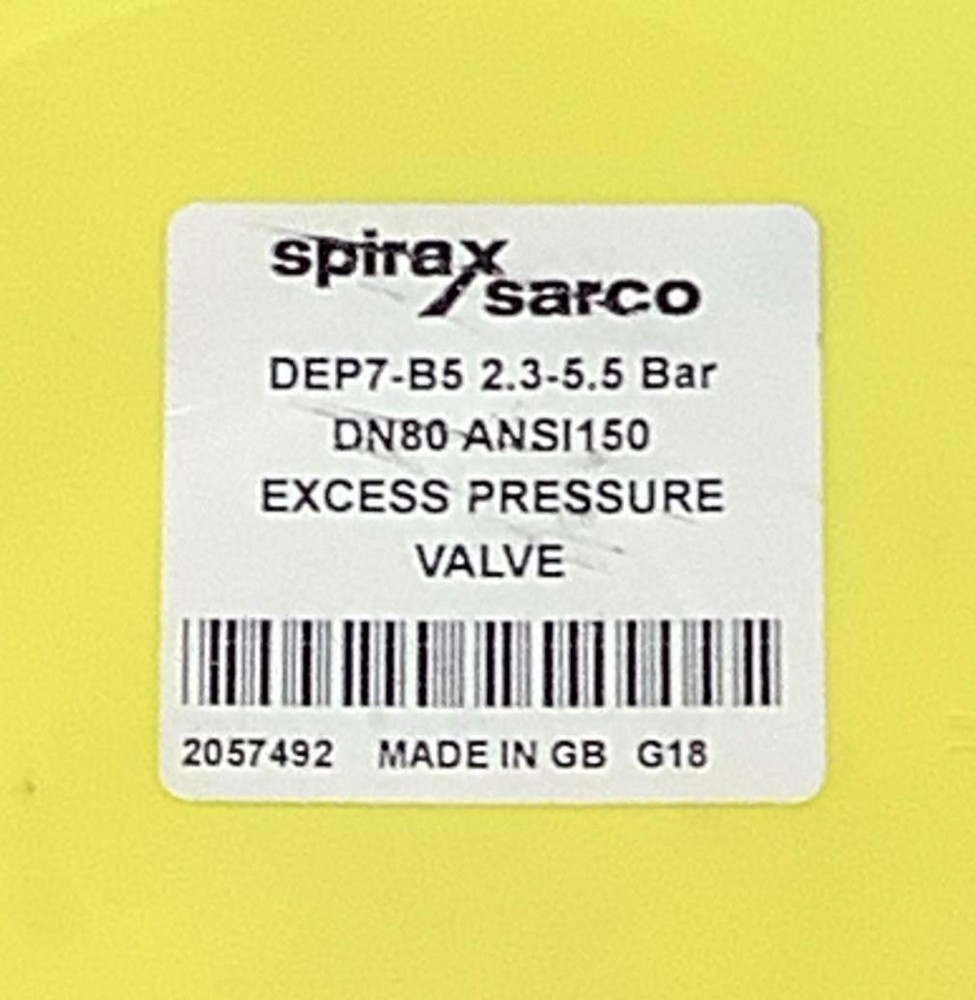 spirax
sarco
DEP7-B5 2.3-5.5 Bar
DN80 ANSI150
EXCESS PRESSURE
VALVE
2057492 MADE IN GB G18